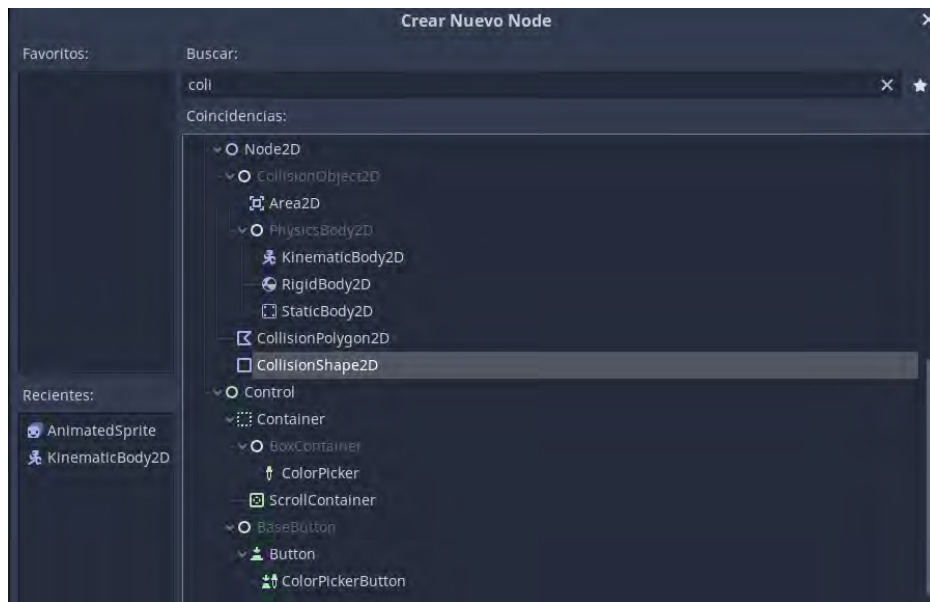 Crear Nuevo Node
Favoritos:
Buscar:
coli
Coincidencias:
Node2D
CollisionObject2D
Area2D
PhysicsBody2D
KinematicBody2D
RigidBody2D
StaticBody2D
CollisionPolygon2D
CollisionShape2D
Recientes:
AnimatedSprite
KinematicBody2D
Control
Container
BoxContainer
ColorPicker
ScrollContainer
BaseButton
Button
ColorPickerButton